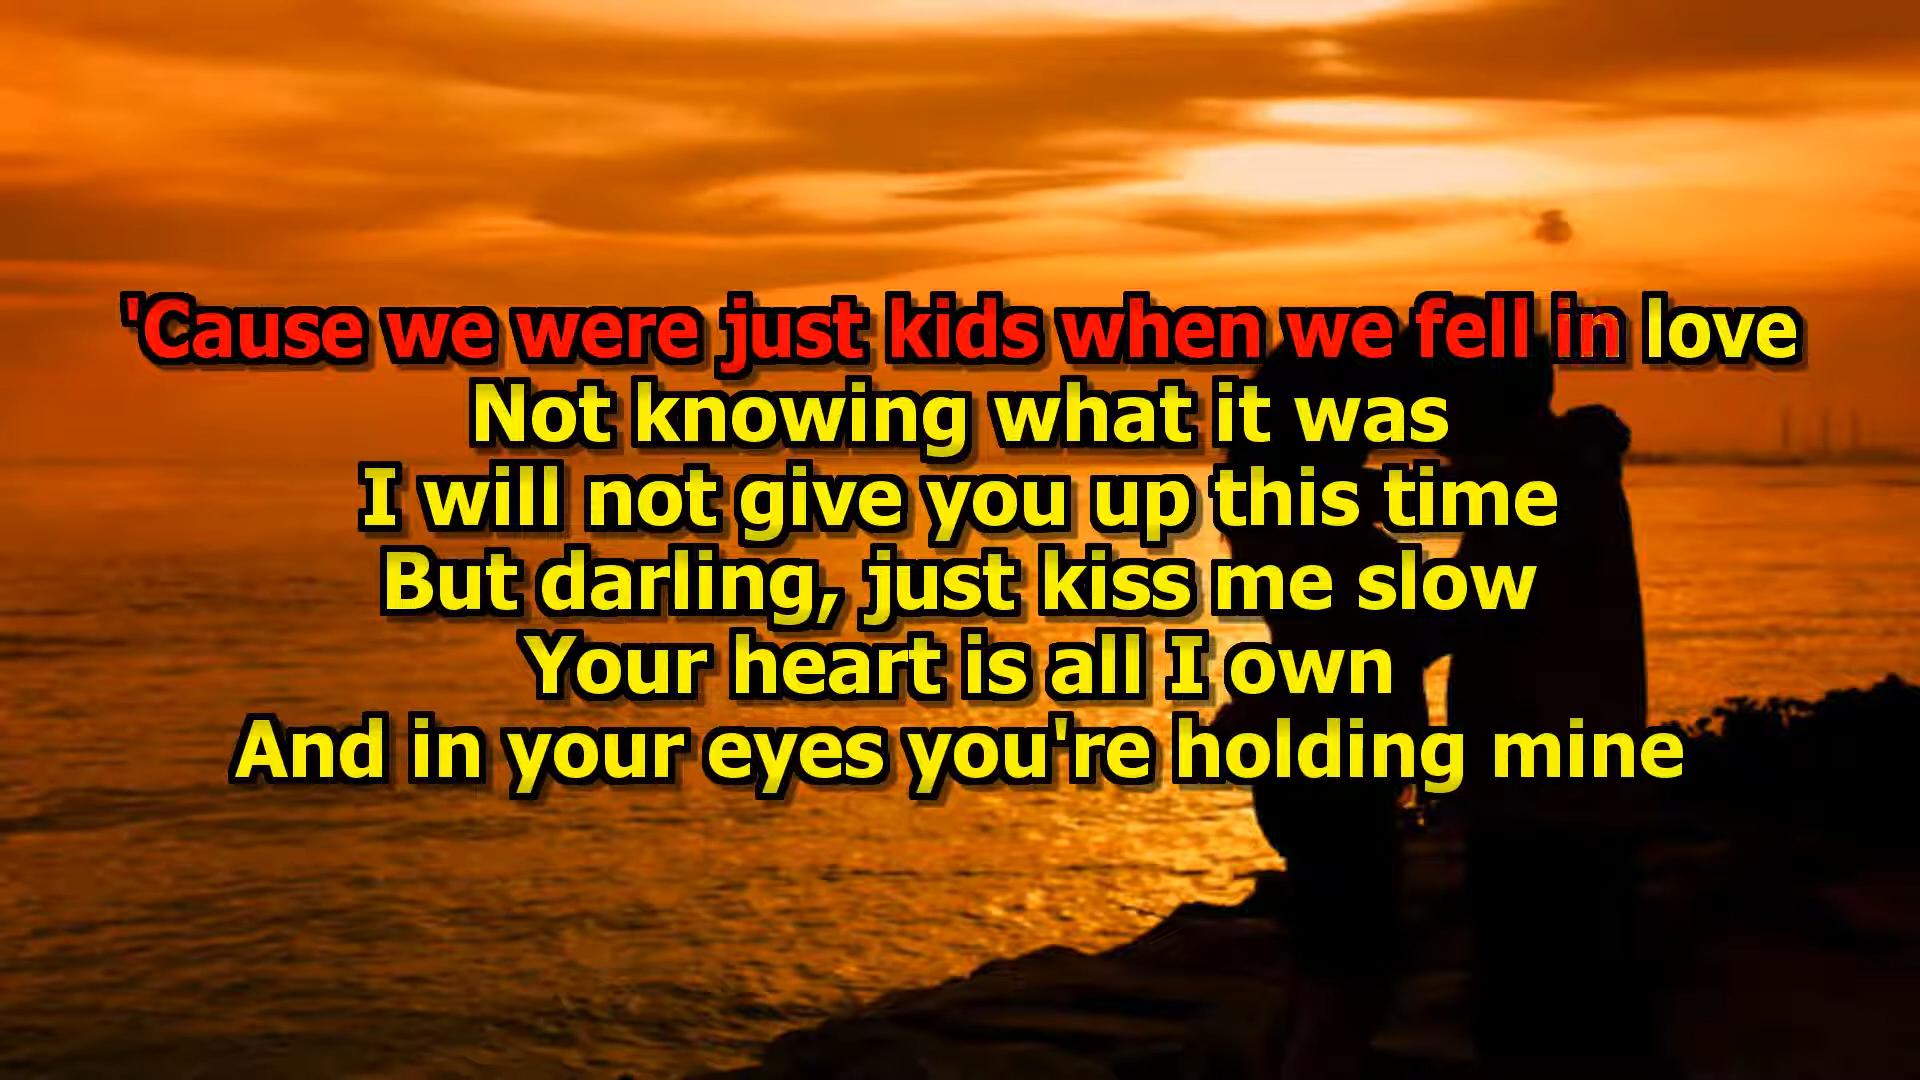 'Cause we were just kids when we fell in love
Not knowing what it was
I will not give you up this time
But darling, just kiss me slow
Your heart is all I own
And in your eyes you're holding mine